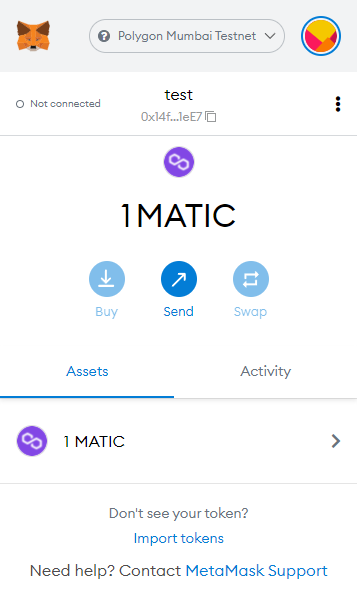 Polygon Mumbai Testnet
Not connected
test
0x14f...1eE7
1 MATIC
Buy
Send
Swap
Assets
Activity
1 MATIC
Don't see your token?
Import tokens
Need help? Contact MetaMask Support